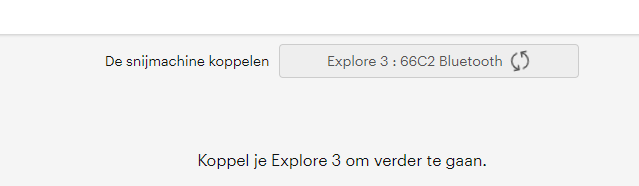 De snijmachine koppelen Explore 3 : 66C2 Bluetooth
Koppel je Explore 3 om verder te gaan.